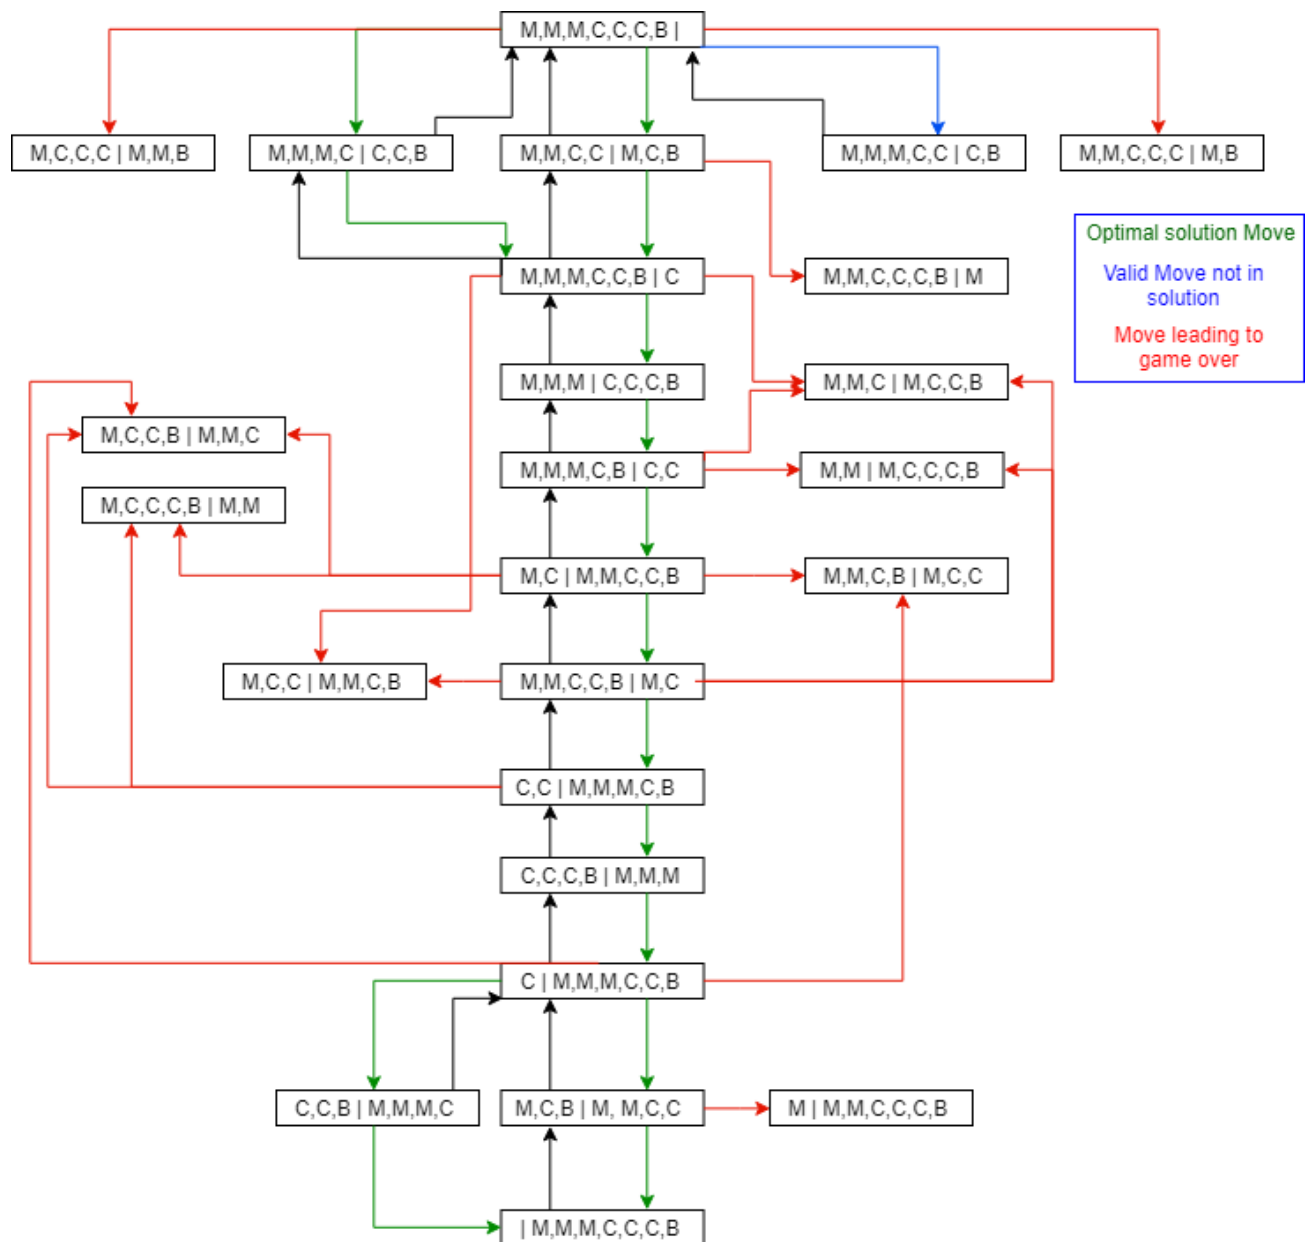 M,M,M,C,C,C,B |
M,C,C,C | M,M,B
M,M,M,C | C,C,B
M,M,C,C | M,C,B
M,M,M,C,C | C,B
M,M,C,C,C | M,B
Optimal solution Move
Valid Move not in
solution
Move leading to
game over
M,M,M,C,C,B | C
M,M,C,C,C,B | M
M,M,M | C,C,C,B
M,M,C | M,C,C,B
M,C,C,B | M,M,C
M,M,M,C,B | C,C
M,M | M,C,C,C,B
M,C,C,C,B | M,M
M,C | M,M,C,C,B
M,M,C,B | M,C,C
M,C,C | M,M,C,B
M,M,C,C,B | M,C
C,C | M,M,M,C,B
C,C,C,B | M,M,M
C | M,M,M,C,C,B
C,C,B | M,M,M,C
M,C,B | M, M,C,C
M | M,M,C,C,C,B
| M,M,M,C,C,C,B